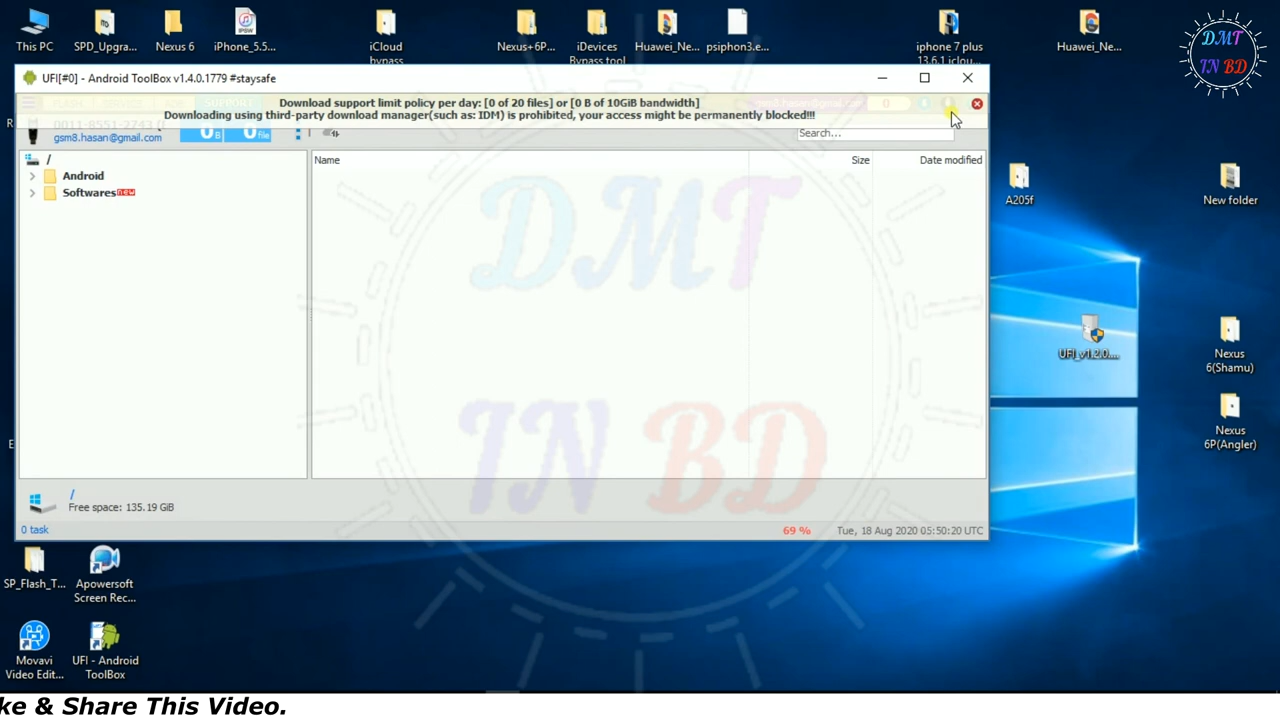 This PC
SPD_Upgra...
Nexus 6
iPhone_5.5...
iCloud
bypass
Nexus+6P...
iDevices
Bypass tool
Huawei_Ne...
psiphon3.e...
iphone 7 plus
13.6.1 iclou...
Huawei_Ne...
DMT
IN BD
UFI[#0] - Android ToolBox v1.4.0.1779 #staysafe
Download support limit policy per day: [0 of 20 files] or [0 B of 10GiB bandwidth]
Downloading using third-party download manager(such as: IDM) is prohibited, your access might be permanently blocked!!!
gsm8.hasan@gmail.com
0 B
0 file
Search...
/
Android
Softwares new
Name
Size
Date modified
DMT
IN BD
/
Free space: 135.19 GiB
0 task
69 %
Tue, 18 Aug 2020 05:50:20 UTC
A205f
New folder
UFI_v1.2.0....
Nexus
6(Shamu)
Nexus
6P(Angler)
SP_Flash_T...
Apowersoft
Screen Rec...
Movavi
Video Edit...
UFI - Android
ToolBox
ke & Share This Video.